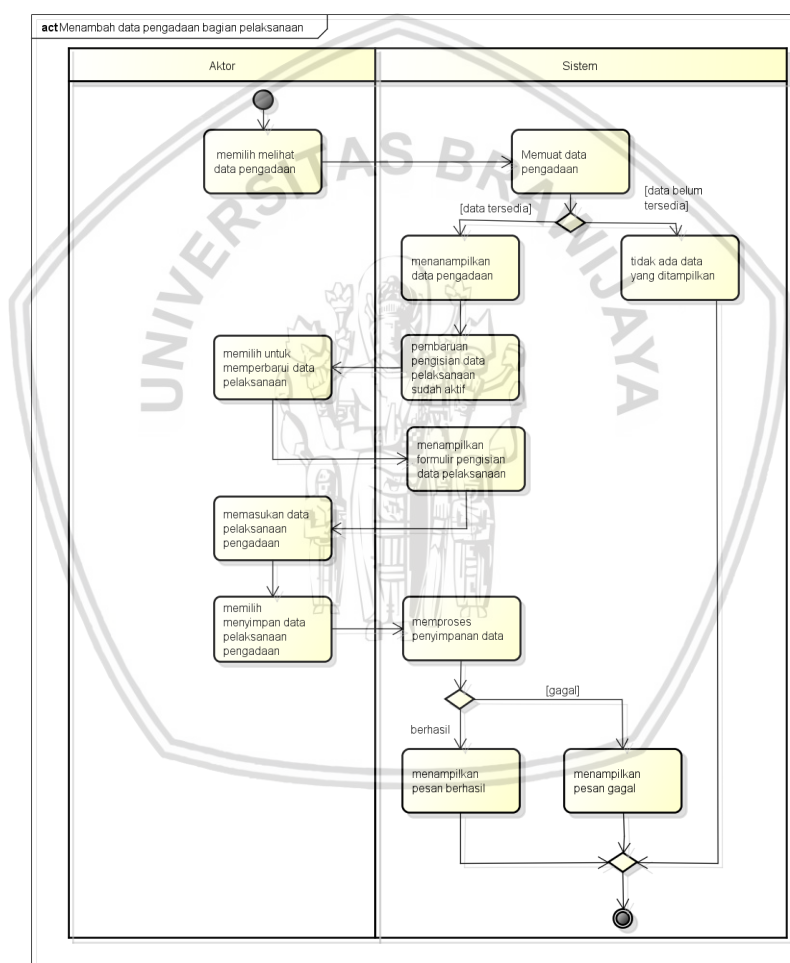 act Menambah data pengadaan bagian pelaksanaan
Aktor
Sistem
memilih melihat
data pengadaan
Memuat data
pengadaan
[data tersedia]
[data belum
tersedia]
menanampilkan
data pengadaan
tidak ada data
yang ditampilkan
memilih untuk
memperbarui data
pelaksanaan
pembaruan
pengisian data
pelaksanaan
sudah aktif
menampilkan
formulir pengisian
data pelaksanaan
memasukan data
pelaksanaan
pengadaan
memilih
menyimpan data
pelaksanaan
pengadaan
memproses
penyimpanan data
[gagal]
berhasil
menampilkan
pesan berhasil
menampilkan
pesan gagal
UNIVERSITAS BRAWIJAYA